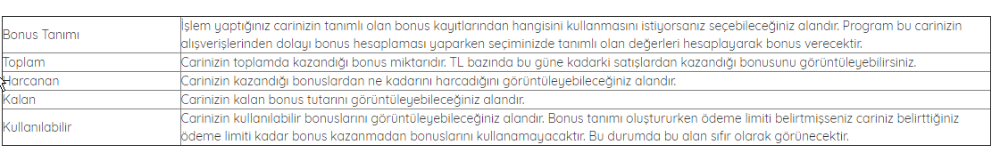 Bonus Tanımı
İşlem yaptığınız carinizin tanımlı olan bonus kayıtlarından hangisini kullanmasını istiyorsanız seçebileceğiniz alandır. Program bu carinizin
alışverişlerinden dolayı bonus hesaplaması yaparken seçiminizde tanımlı olan değerleri hesaplayarak bonus verecektir.
Toplam
Carinizin toplamda kazandığı bonus miktarıdır. TL bazında bu güne kadarki satışlardan kazandığı bonusunu görüntüleyebilirsiniz.
Harcanan
Carinizin kazandığı bonuslardan ne kadarını harcadığını görüntüleyebileceğiniz alandır.
Kalan
Carinizin kalan bonus tutarını görüntüleyebileceğiniz alandır.
Kullanılabilir
Carinizin kullanılabilir bonuslarını görüntüleyebileceğiniz alandır. Bonus tanımı oluştururken ödeme limiti belirtmişseniz cariniz belirttiğiniz
ödeme limiti kadar bonus kazanmadan bonuslarını kullanamayacaktır. Bu durumda bu alan sıfır olarak görünecektir.